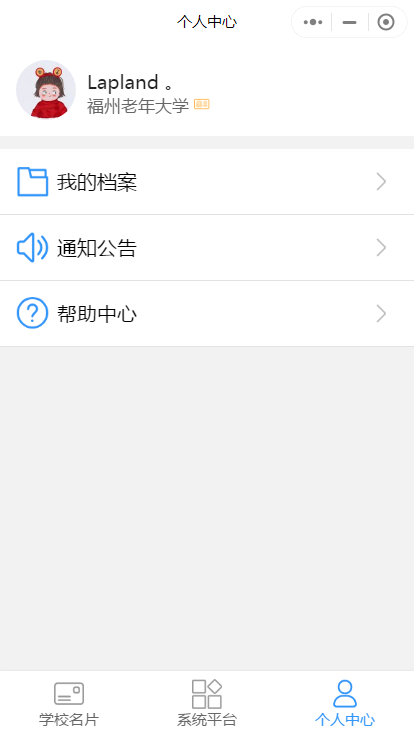 个人中心
Lapland 。
福州老年大学
我的档案
通知公告
帮助中心
学校名片
系统平台
个人中心